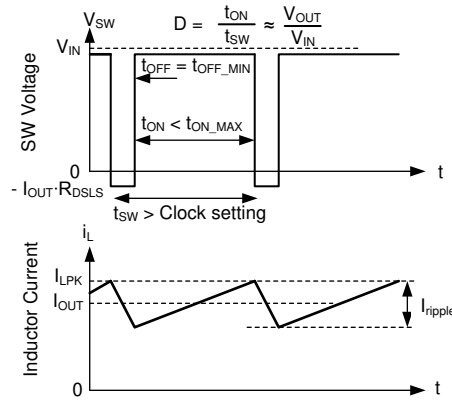 V_SW
D = t_ON / t_SW ≈ V_OUT / V_IN
V_IN
t_OFF = t_OFF_MIN
t_ON < t_ON_MAX
SW Voltage
0
t
- I_OUT·R_DSLS
t_SW > Clock setting
i_L
I_LPK
I_OUT
I_ripple
Inductor Current
0
t